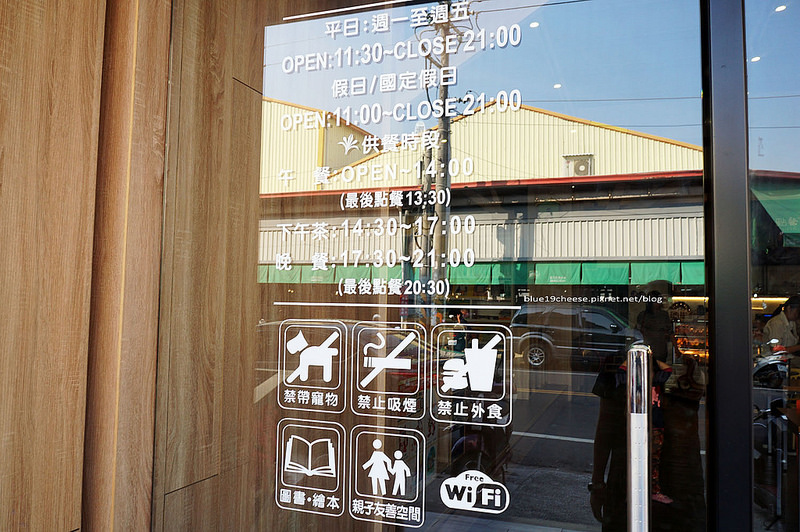 平日:週一至週五
OPEN:11:30~CLOSE 21:00
假日/國定假日
OPEN:11:00~CLOSE 21:00
供餐時段
午 餐:OPEN~14:00
(最後點餐13:30)
下午茶:14:30~17:00
晚 餐:17:30~21:00
(最後點餐20:30)
blue19cheese.pixnet.net/blog
禁帶寵物
禁止吸煙
禁止外食
圖書・繪本
親子友善空間
Free
WiFi